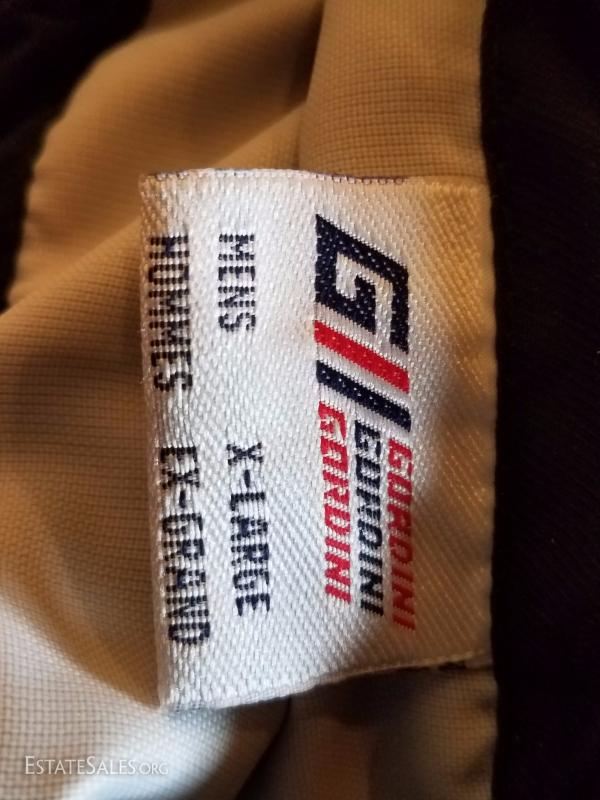 G
GORDINI
GORDINI
GORDINI
MENS X-LARGE
HOMMES EX-GRAND
ESTATESALES.ORG